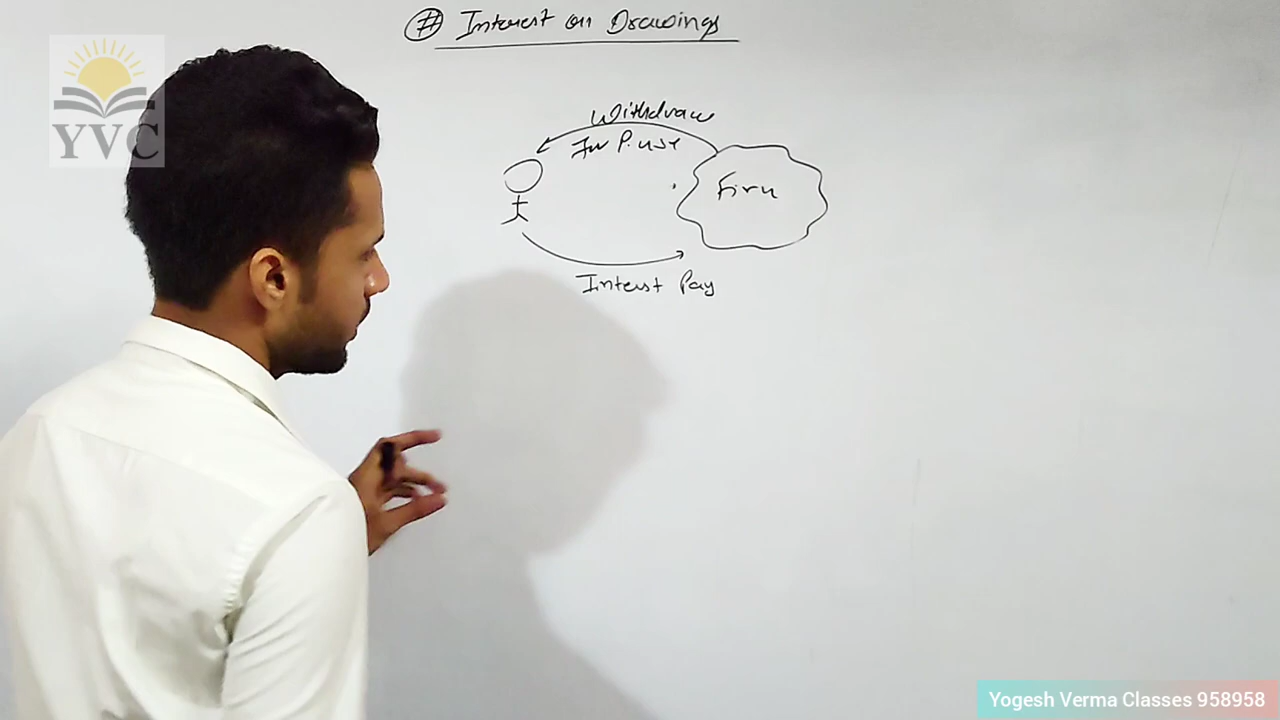 # Interest on Drawings
YVC
Withdraw
For P. use
Firm
Interest Pay
Yogesh Verma Classes 958958